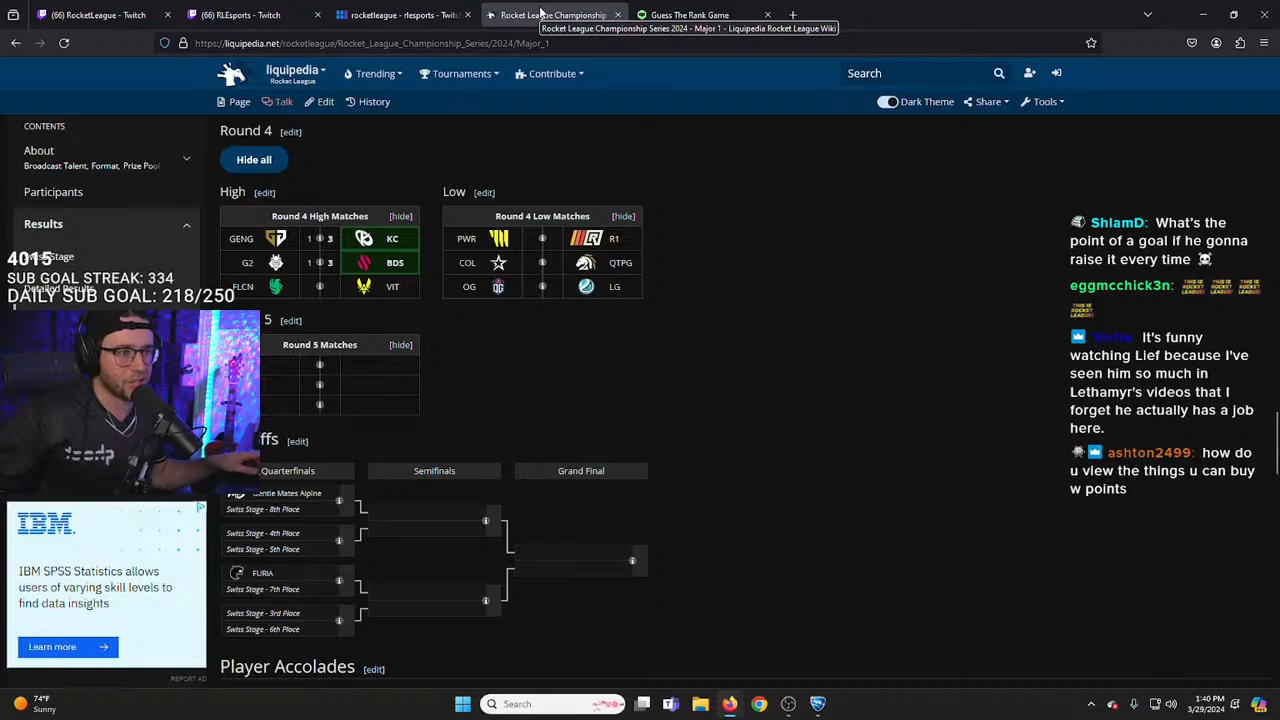 (66) RocketLeague - Twitch
(66) RLEsports - Twitch
rocketleague - rlesports - Twitch
Rocket League Championship
Guess The Rank Game
Rocket League Championship Series 2024 - Major 1 - Liquipedia Rocket League Wiki
https://liquipedia.net/rocketleague/Rocket_League_Championship_Series/2024/Major_1
liquipedia
Rocket League
Trending
Tournaments
Contribute
Search
Page
Talk
Edit
History
Dark Theme
Share
Tools
CONTENTS
About
Broadcast Talent, Format, Prize Pool
Participants
Results
4015
SUB GOAL STREAK: 334
DAILY SUB GOAL: 218/250
Round 4 [edit]
Hide all
High [edit]
Round 4 High Matches [hide]
GENG 1 3 KC
G2 1 3 BDS
FLCN VIT
Low [edit]
Round 4 Low Matches [hide]
PWR R1
COL QTPG
OG LG
5 [edit]
Round 5 Matches [hide]
ffs [edit]
Quarterfinals
Semifinals
Grand Final
Gentle Mates Alpine
Swiss Stage - 8th Place
Swiss Stage - 4th Place
Swiss Stage - 5th Place
FURIA
Swiss Stage - 7th Place
Swiss Stage - 3rd Place
Swiss Stage - 6th Place
Player Accolades [edit]
ShlamD: What's the
point of a goal if he gonna
raise it every time
eggmcchick3n:
It's funny
watching Lief because I've
seen him so much in
Lethamyr's videos that I
forget he actually has a job
here.
ashton2499: how do
u view the things u can buy
w points
IBM
IBM SPSS Statistics allows
users of varying skill levels to
find data insights
Learn more
REPORT AD
74°F
Sunny
Search
1:40 PM
3/29/2024